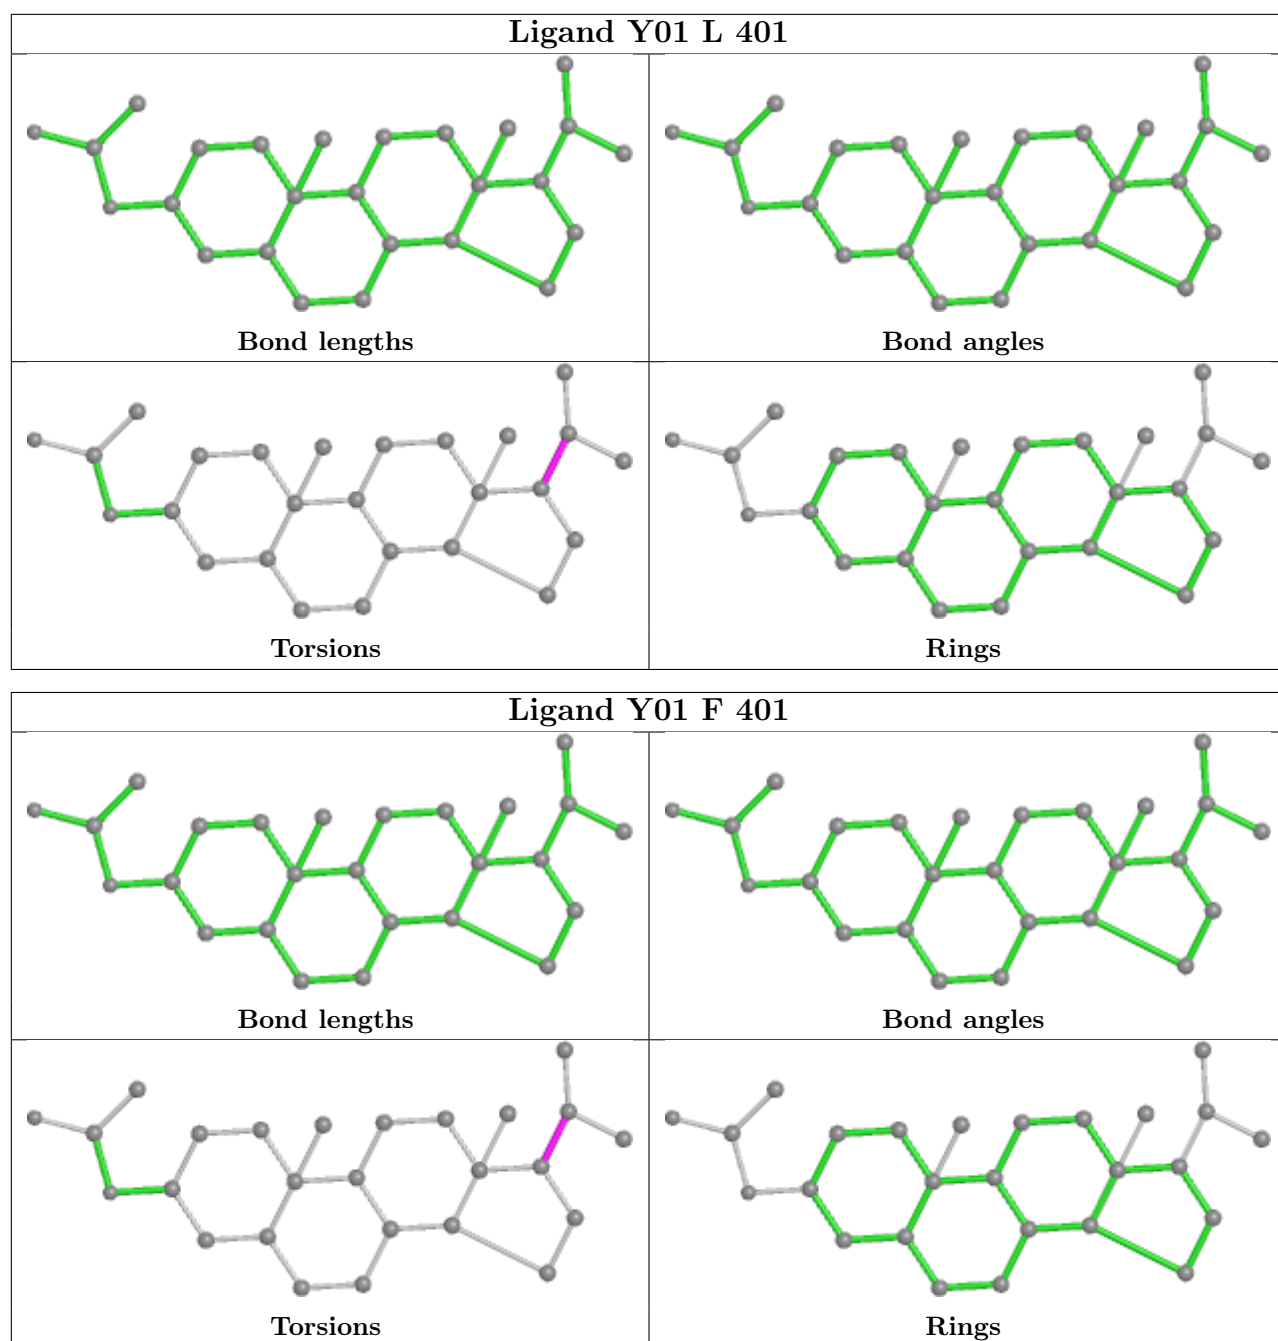 Ligand Y01 L 401
Bond lengths
Bond angles
Torsions
Rings
Ligand Y01 F 401
Bond lengths
Bond angles
Torsions
Rings